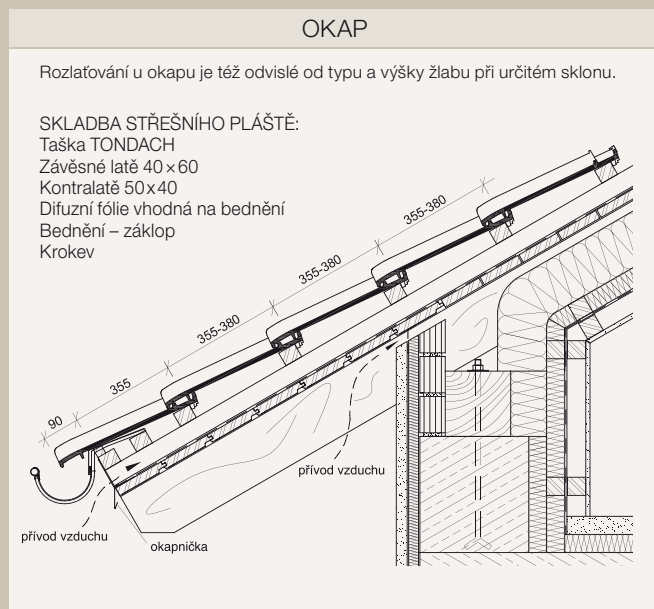 OKAP
Rozlaťování u okapu je též odvislé od typu a výšky žlabu při určitém sklonu.
SKLADBA STŘEŠNÍHO PLÁŠTĚ:
Taška TONDACH
Závěsné latě 40 x 60
Kontralatě 50 x 40
Difuzní fólie vhodná na bednění
Bednění – záklop
Krokev
355-380
355-380
355-380
355
90
přívod vzduchu
přívod vzduchu
okapnička